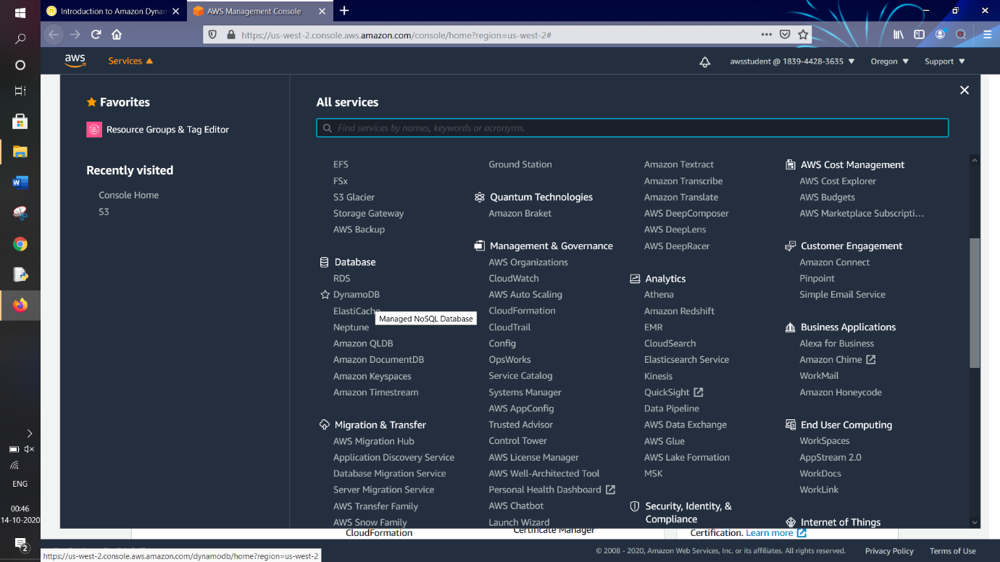 Introduction to Amazon Dynam
AWS Management Console
https://us-west-2.console.aws.amazon.com/console/home?region=us-west-2#
aws
Services
awsstudent @ 1839-4428-3635
Oregon
Support
Favorites
Resource Groups & Tag Editor
Recently visited
Console Home
S3
All services
Find services by names, keywords or acronyms.
EFS
FSx
S3 Glacier
Storage Gateway
AWS Backup
Database
RDS
DynamoDB
ElastiCache
Managed NoSQL Database
Neptune
Amazon QLDB
Amazon DocumentDB
Amazon Keyspaces
Amazon Timestream
Migration & Transfer
AWS Migration Hub
Application Discovery Service
Database Migration Service
Server Migration Service
AWS Transfer Family
AWS Snow Family
Ground Station
Quantum Technologies
Amazon Braket
Management & Governance
AWS Organizations
CloudWatch
AWS Auto Scaling
CloudFormation
CloudTrail
Config
OpsWorks
Service Catalog
Systems Manager
AWS AppConfig
Trusted Advisor
Control Tower
AWS License Manager
AWS Well-Architected Tool
Personal Health Dashboard
AWS Chatbot
Launch Wizard
Amazon Textract
Amazon Transcribe
Amazon Translate
AWS DeepComposer
AWS DeepLens
AWS DeepRacer
Analytics
Athena
Amazon Redshift
EMR
CloudSearch
Elasticsearch Service
Kinesis
QuickSight
Data Pipeline
AWS Data Exchange
AWS Glue
AWS Lake Formation
MSK
Security, Identity, &
Compliance
AWS Cost Management
AWS Cost Explorer
AWS Budgets
AWS Marketplace Subscripti...
Customer Engagement
Amazon Connect
Pinpoint
Simple Email Service
Business Applications
Alexa for Business
Amazon Chime
WorkMail
Amazon Honeycode
End User Computing
WorkSpaces
AppStream 2.0
WorkDocs
WorkLink
Internet of Things
CloudFormation
Certificate Manager
Certification. Learn more
ENG
00:46
14-10-2020
2
https://us-west-2.console.aws.amazon.com/dynamodb/home?region=us-west-2
© 2008 - 2020, Amazon Web Services, Inc. or its affiliates. All rights reserved.
Privacy Policy
Terms of Use